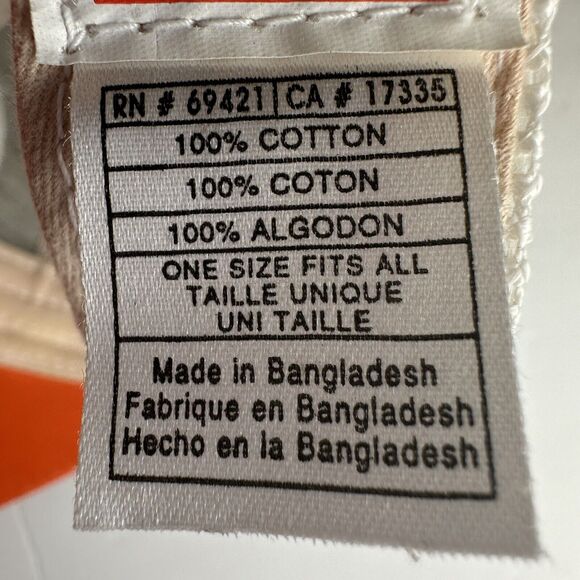 RN # 69421 CA # 17335
100% COTTON
100% COTON
100% ALGODON
ONE SIZE FITS ALL
TAILLE UNIQUE
UNI TAILLE
Made in Bangladesh
Fabrique en Bangladesh
Hecho en la Bangladesh